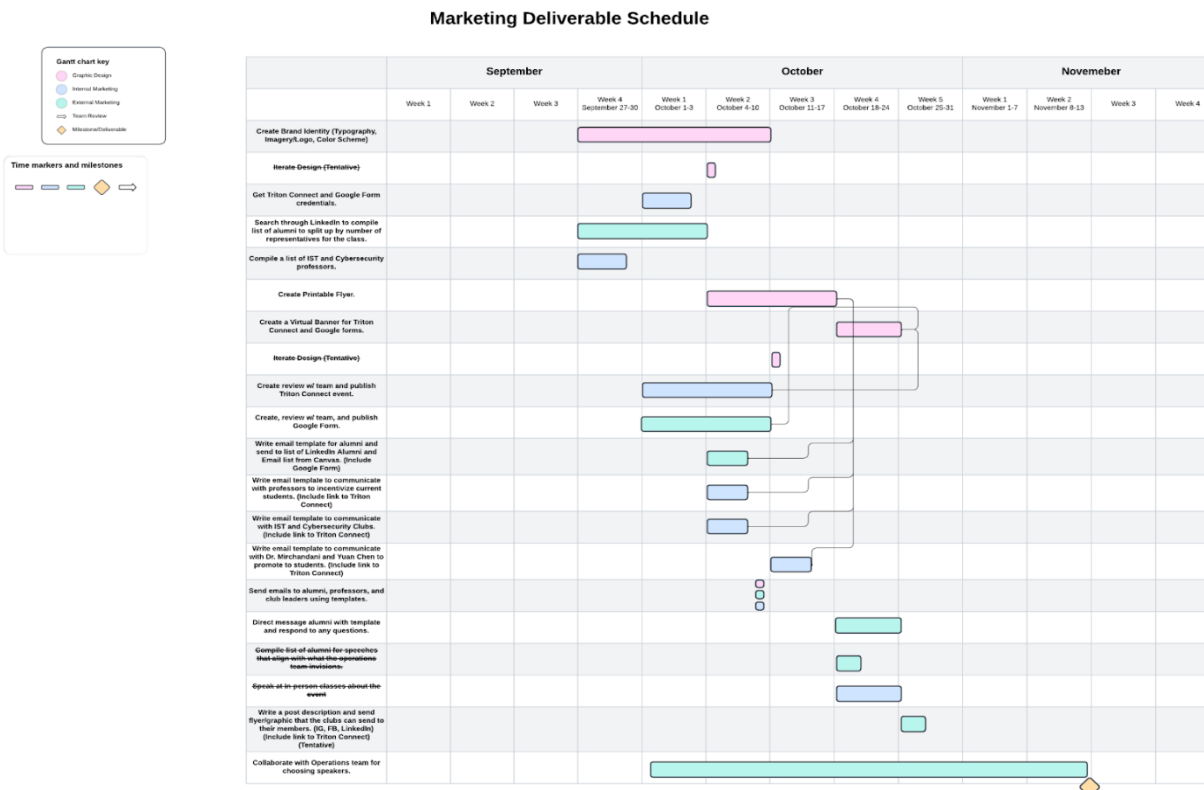 Marketing Deliverable Schedule
Gantt chart key
Graphic Design
Internal Marketing
External Marketing
Team Review
Milestone/Deliverable
Time markers and milestones
September
October
Novemeber
Week 1
Week 2
Week 3
Week 4
September 27-30
Week 1
October 1-3
Week 2
October 4-10
Week 3
October 11-17
Week 4
October 18-24
Week 5
October 25-31
Week 1
November 1-7
Week 2
November 8-13
Week 3
Week 4
Create Brand Identity (Typography,
Imagery/Logo, Color Scheme)
Iterate Design (Tentative)
Get Triton Connect and Google Form
credentials.
Search through LinkedIn to compile
list of alumni to split up by number of
representatives for the class.
Compile a list of IST and Cybersecurity
professors.
Create Printable Flyer.
Create a Virtual Banner for Triton
Connect and Google forms.
Iterate Design (Tentative)
Create review w/ team and publish
Triton Connect event.
Create, review w/ team, and publish
Google Form.
Write email template for alumni and
send to list of LinkedIn Alumni and
Email list from Canvas. (Include
Google Form)
Write email template to communicate
with professors to incentivize current
students. (Include link to Triton
Connect)
Write email template to communicate
with IST and Cybersecurity Clubs.
(Include link to Triton Connect)
Write email template to communicate
with Dr. Mirchandani and Yuan Chen to
promote to students. (Include link to
Triton Connect)
Send emails to alumni, professors, and
club leaders using templates.
Direct message alumni with template
and respond to any questions.
Compile list of alumni for speeches
that align with what the operations
team invisions.
Speak at in person classes about the
event
Write a post description and send
flyer/graphic that the clubs can send to
their members. (IG, FB, LinkedIn)
(Include link to Triton Connect)
(Tentative)
Collaborate with Operations team for
choosing speakers.